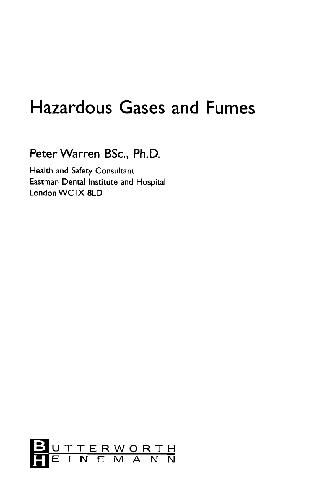 Hazardous Gases and Fumes
Peter Warren BSc., Ph.D.
Health and Safety Consultant
Eastman Dental Institute and Hospital
London WC1X 8LD
BUTTERWORTH
HEINEMANN